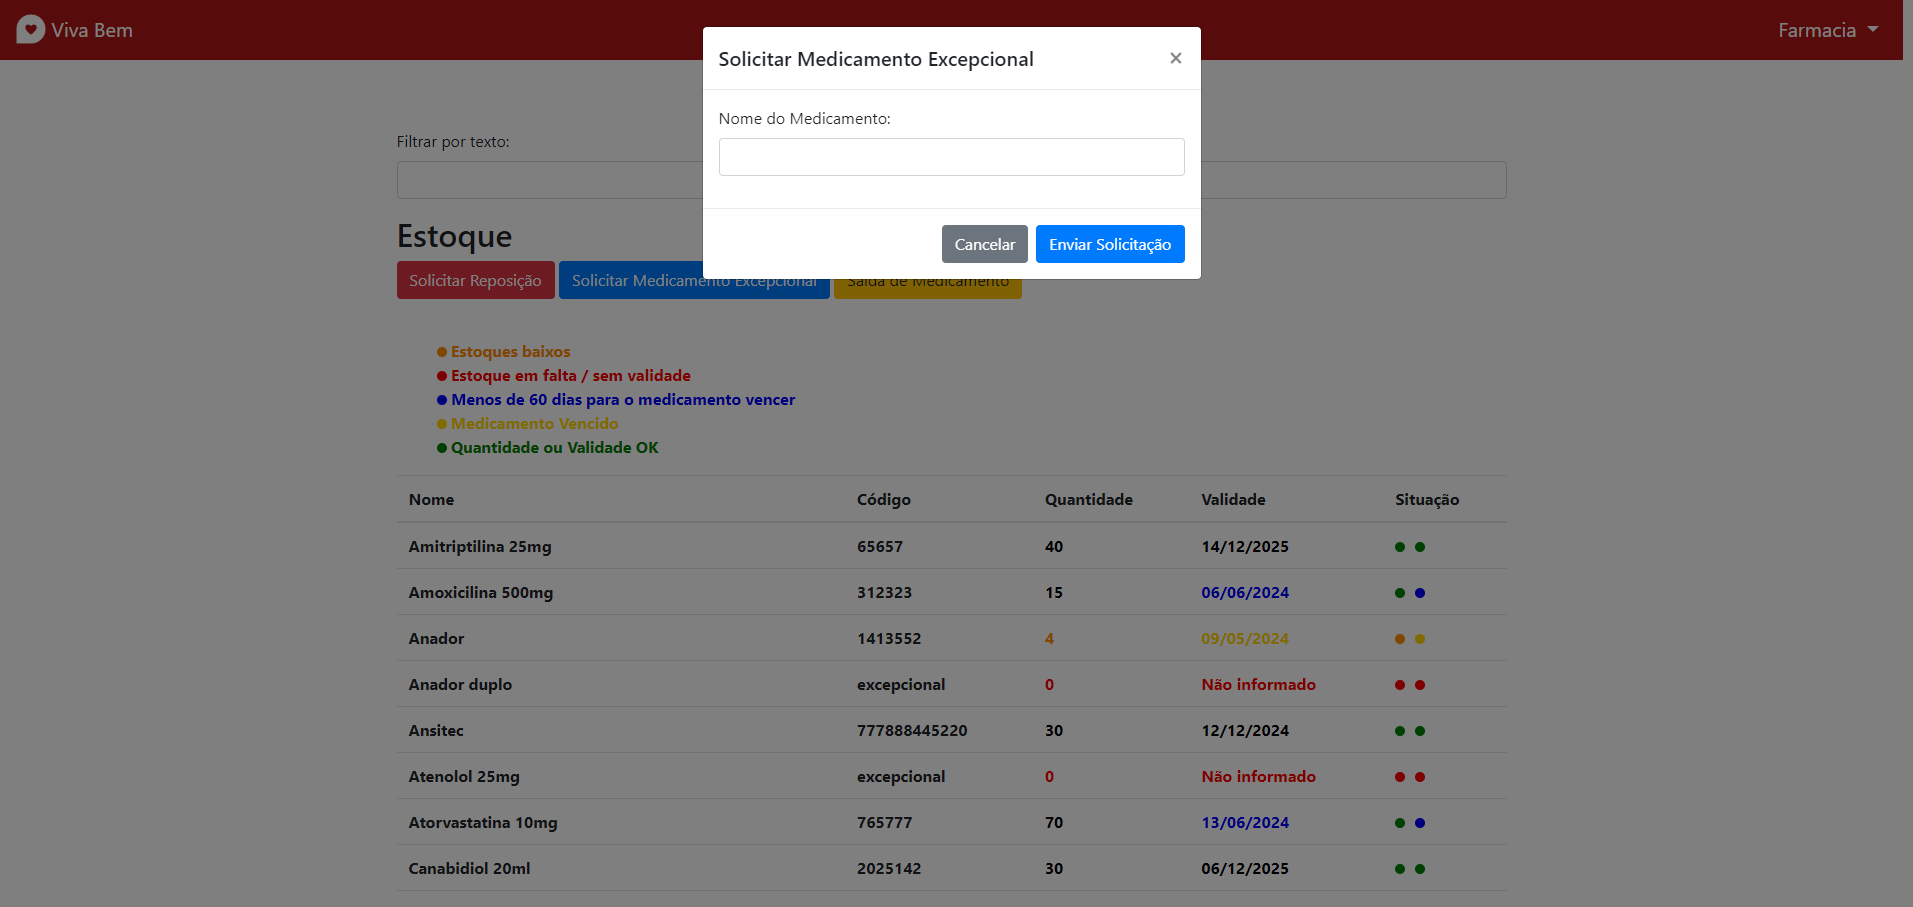 Viva Bem
Farmacia
Solicitar Medicamento Excepcional ×
Nome do Medicamento:
Cancelar Enviar Solicitação
Filtrar por texto:
Estoque
Solicitar Reposição Solicitar Medicamento Excepcional Saída de Medicamento
Estoques baixos
Estoque em falta / sem validade
Menos de 60 dias para o medicamento vencer
Medicamento Vencido
Quantidade ou Validade OK
Nome Código Quantidade Validade Situação
Amitriptilina 25mg 65657 40 14/12/2025
Amoxicilina 500mg 312323 15 06/06/2024
Anador 1413552 4 09/05/2024
Anador duplo excepcional 0 Não informado
Ansitec 777888445220 30 12/12/2024
Atenolol 25mg excepcional 0 Não informado
Atorvastatina 10mg 765777 70 13/06/2024
Canabidiol 20ml 2025142 30 06/12/2025